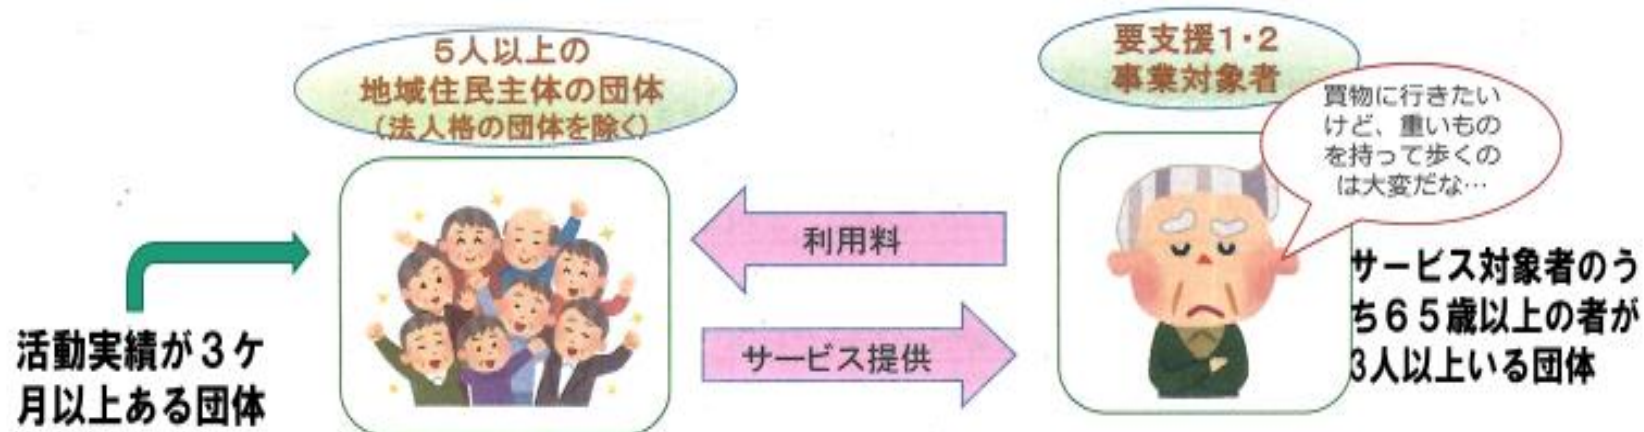 5人以上の
地域住民主体の団体
(法人格の団体を除く)
要支援1・2
事業対象者
買物に行きたい
けど、重いもの
を持って歩くの
は大変だな…
利用料
サービス提供
活動実績が3ケ
月以上ある団体
サービス対象者のう
ち65歳以上の者が
3人以上いる団体